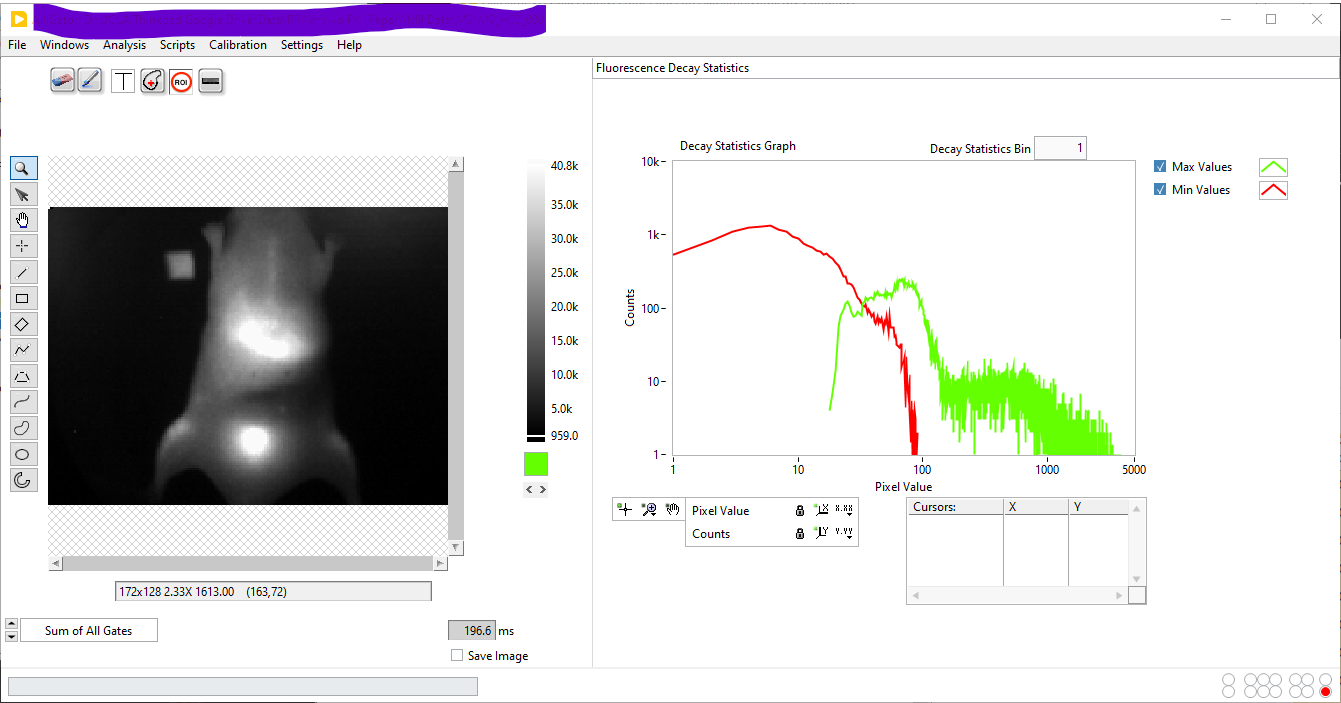 File Windows Analysis Scripts Calibration Settings Help
T ROI
Fluorescence Decay Statistics
Decay Statistics Graph
Decay Statistics Bin 1
Max Values
Min Values
40.8k
35.0k
30.0k
25.0k
20.0k
15.0k
10.0k
5.0k
959.0
Counts
10k
1k
100
10
1
1 10 100 1000 5000
Pixel Value
Pixel Value X X.XX
Counts Y Y.YY
Cursors: X Y
172x128 2.33X 1613.00 (163,72)
Sum of All Gates
196.6 ms
Save Image